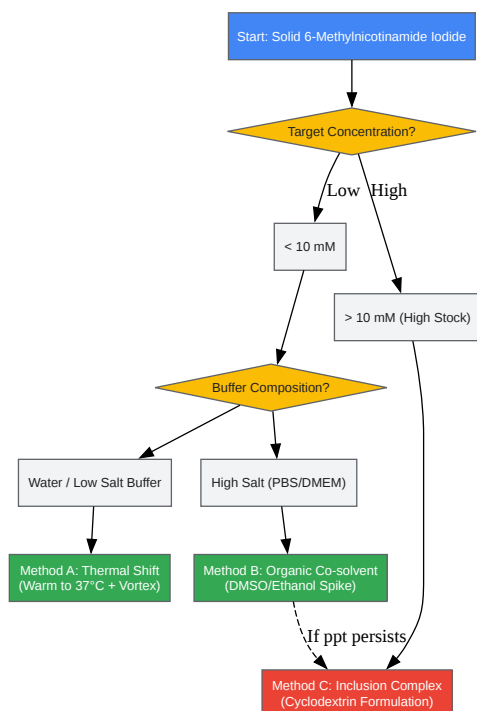 Start: Solid 6-Methylnicotinamide Iodide
Target Concentration?
Low
High
< 10 mM
> 10 mM (High Stock)
Buffer Composition?
Water / Low Salt Buffer
High Salt (PBS/DMEM)
Method A: Thermal Shift
(Warm to 37°C + Vortex)
Method B: Organic Co-solvent
(DMSO/Ethanol Spike)
If ppt persists
Method C: Inclusion Complex
(Cyclodextrin Formulation)